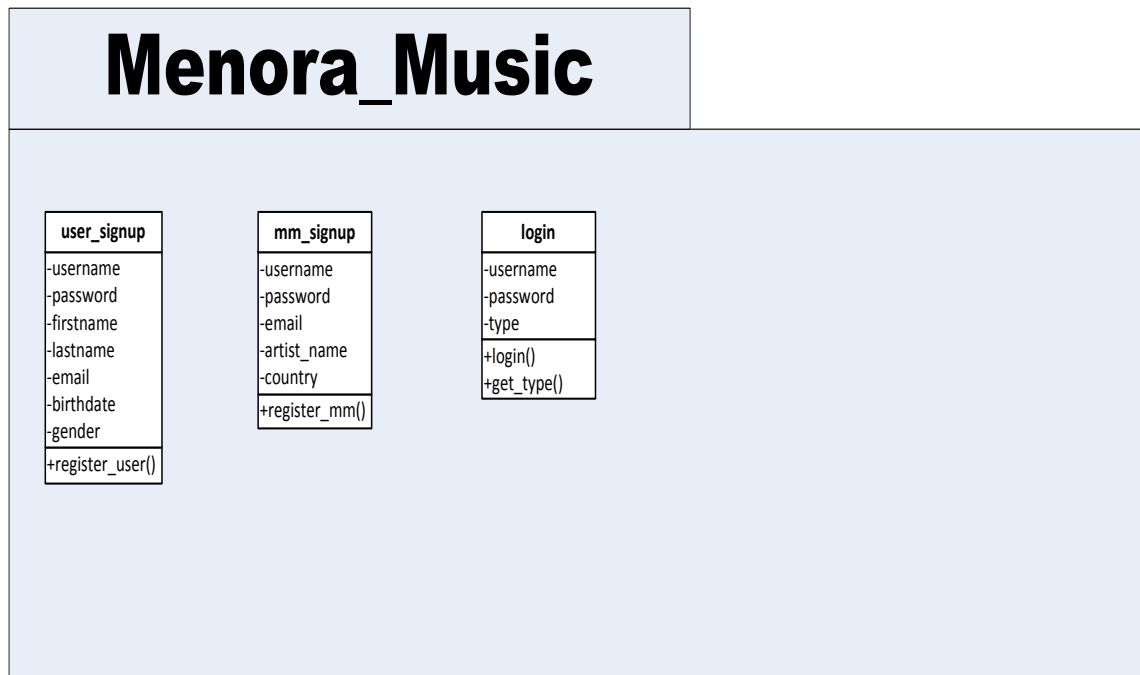 Menora_Music
user_signup
-username
-password
-firstname
-lastname
-email
-birthdate
-gender
+register_user()
mm_signup
-username
-password
-email
-artist_name
-country
+register_mm()
login
-username
-password
-type
+login()
+get_type()